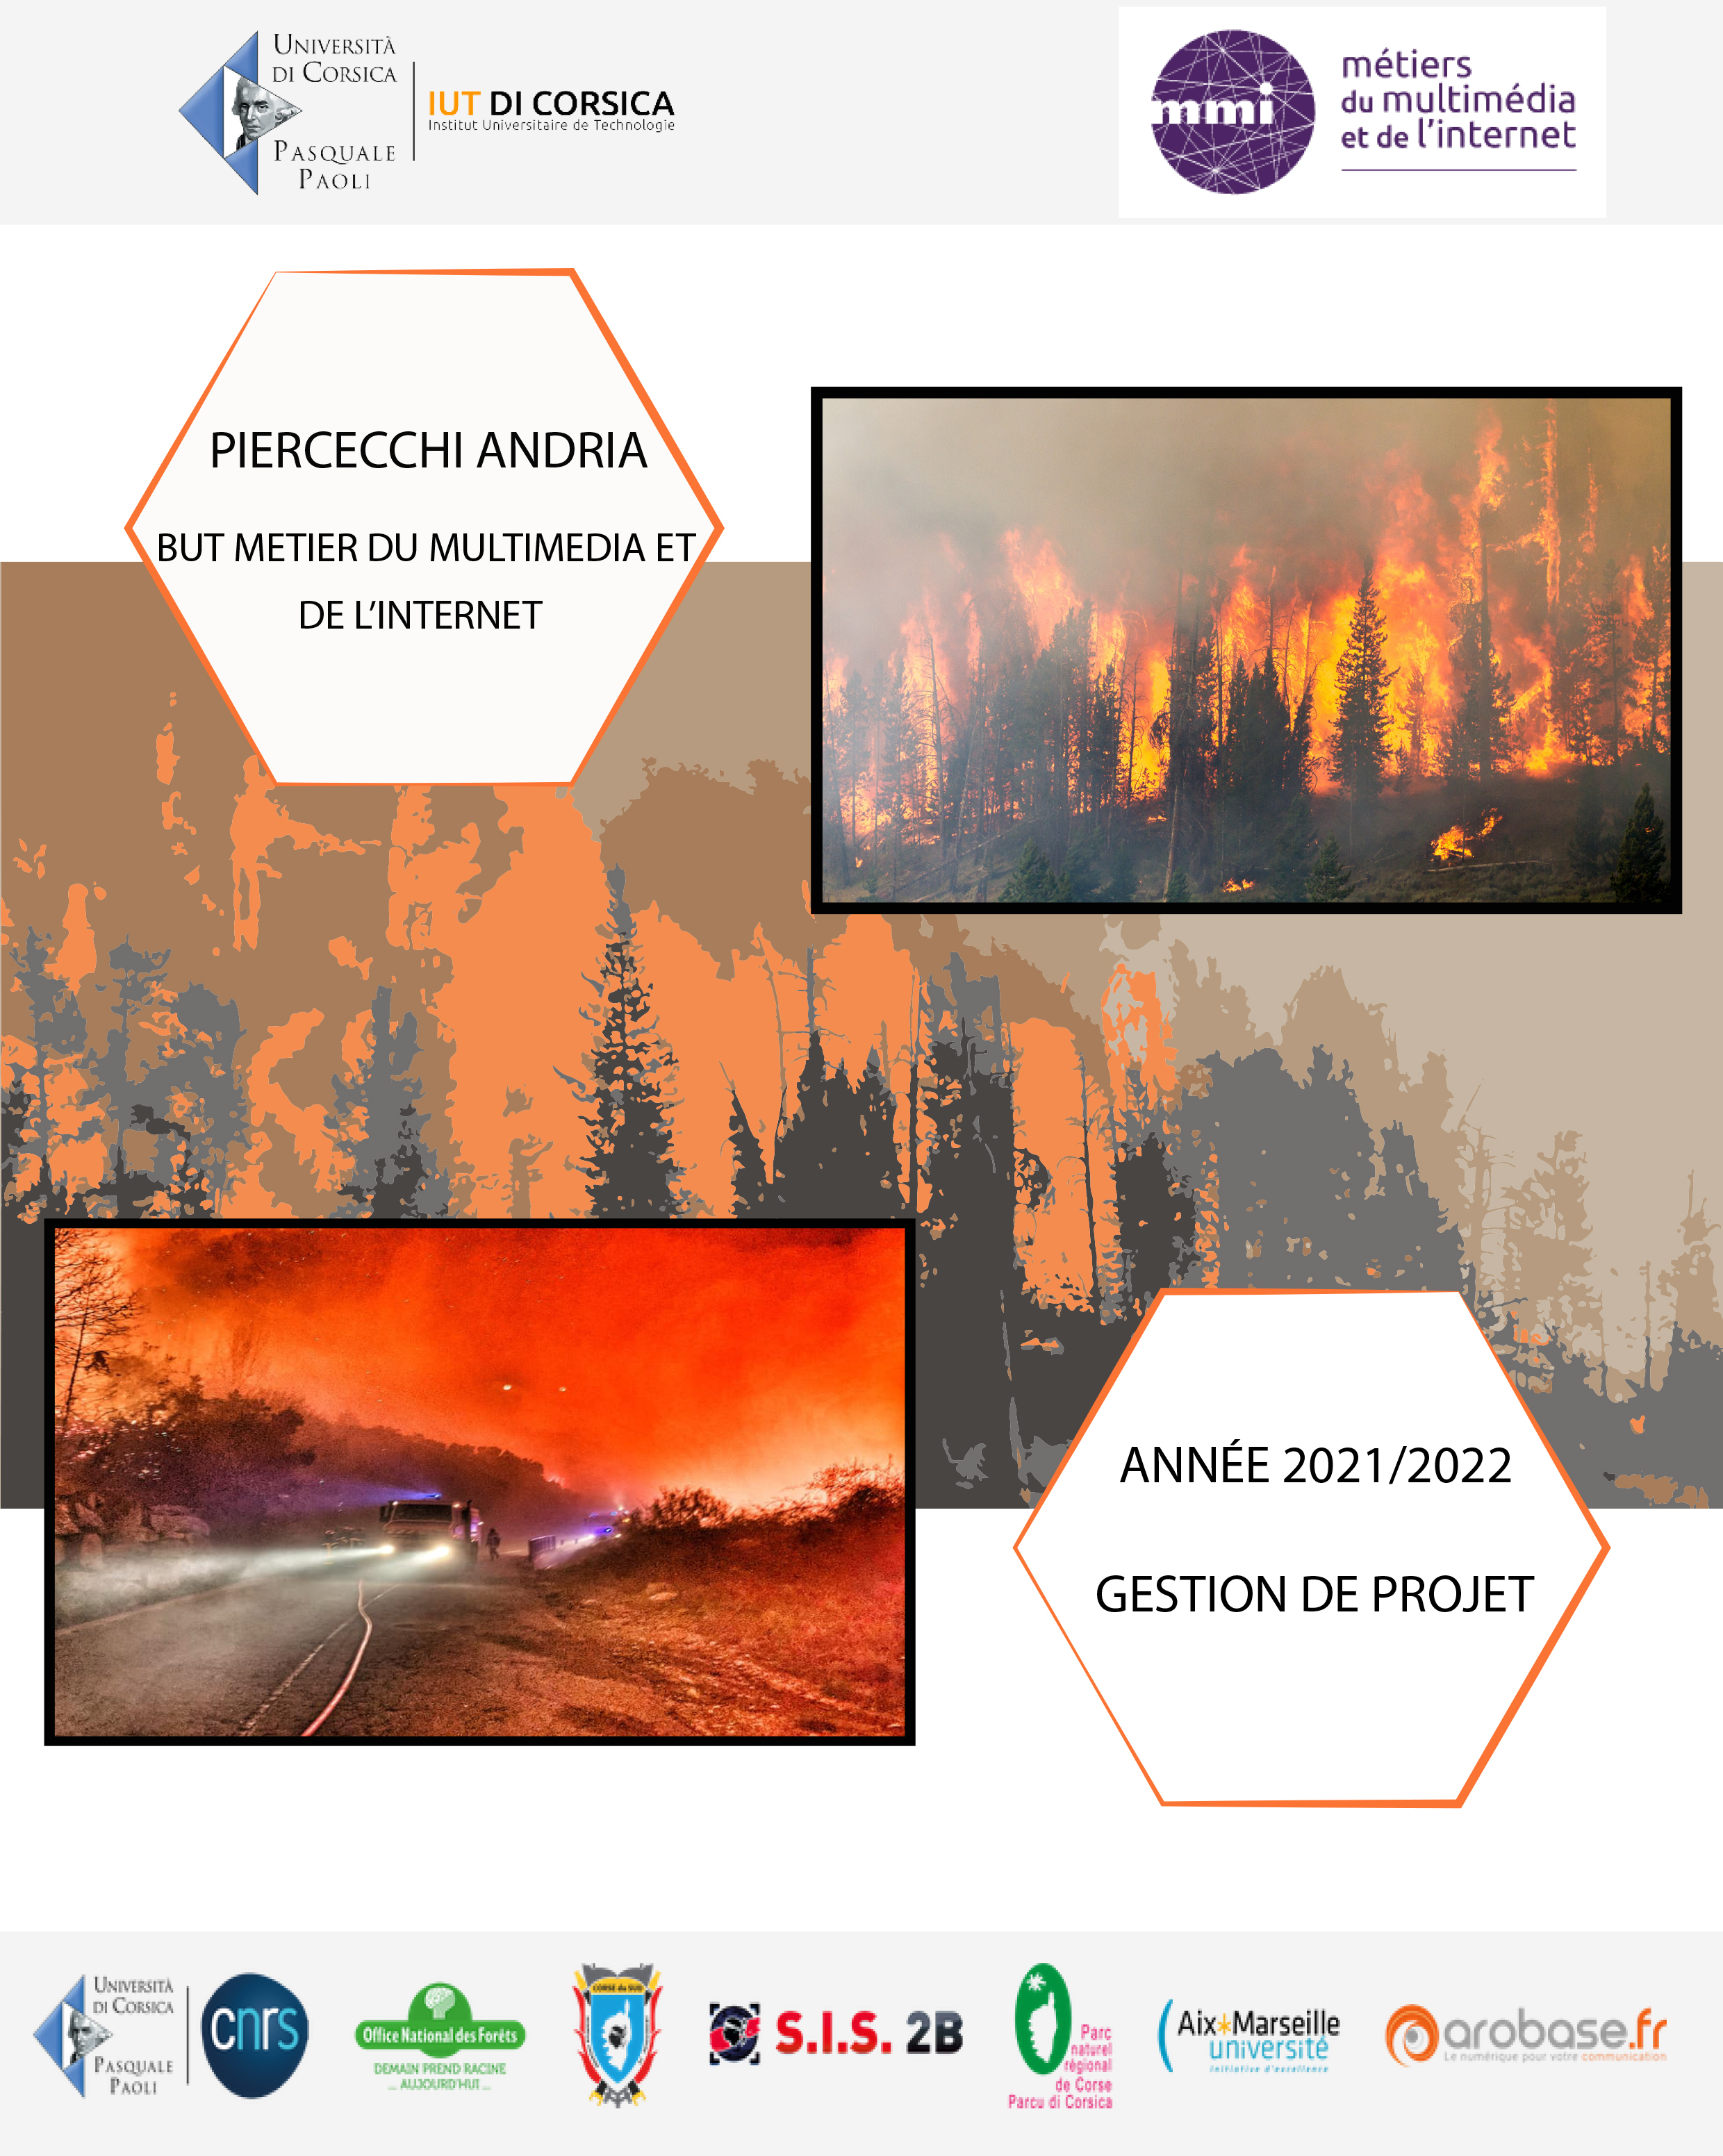 UNIVERSITÀ
DI CORSICA
PASQUALE
PAOLI
IUT DI CORSICA
Institut Universitaire de Technologie
mmi
métiers
du multimédia
et de l'internet
PIERCECCHI ANDRIA
BUT METIER DU MULTIMEDIA ET
DE L'INTERNET
ANNÉE 2021/2022
GESTION DE PROJET
UNIVERSITÀ
DI CORSICA
PASQUALE
PAOLI
cnrs
Office National des Forêts
DEMAIN PREND RACINE
... AUJOURD'HUI ...
CORSE du SUD
S.I.S. 2B
Parc
naturel
régional
de Corse
Parcu di Corsica
Aix*Marseille
université
Initiative d'excellence
arobase.fr
Le numérique pour votre communication